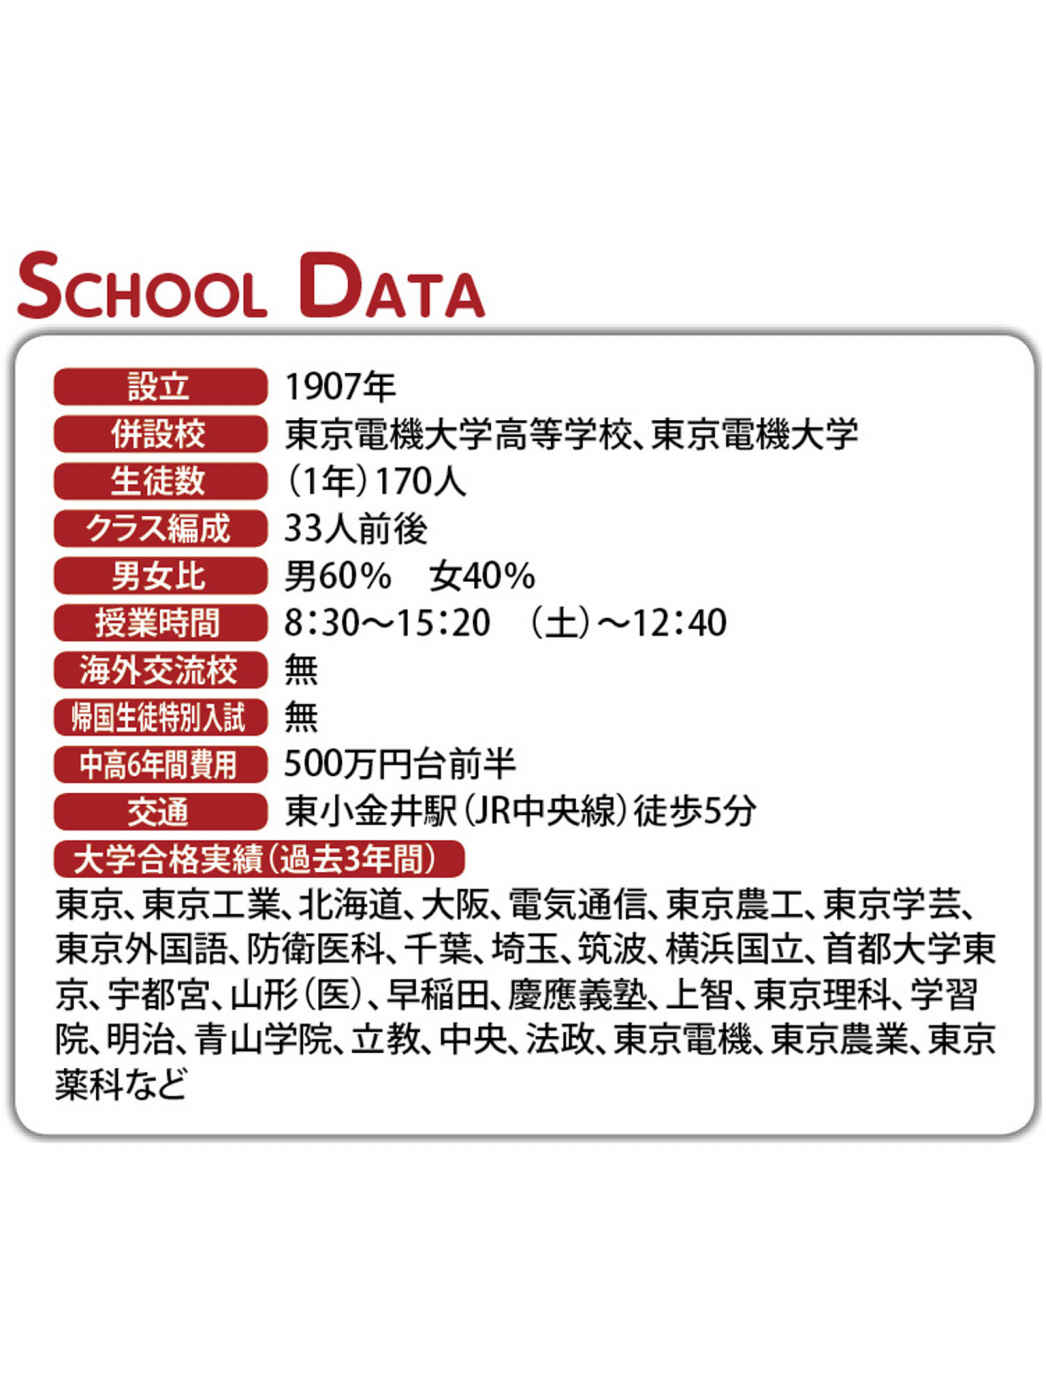 SCHOOL DATA
設立 1907年
併設校 東京電機大学高等学校、東京電機大学
生徒数 (1年)170人
クラス編成 33人前後
男女比 男60% 女40%
授業時間 8:30〜15:20 (土)〜12:40
海外交流校 無
帰国生徒特別入試 無
中高6年間費用 500万円台前半
交通 東小金井駅(JR中央線)徒歩5分
大学合格実績(過去3年間)
東京、東京工業、北海道、大阪、電気通信、東京農工、東京学芸、
東京外国語、防衛医科、千葉、埼玉、筑波、横浜国立、首都大学東
京、宇都宮、山形(医)、早稲田、慶應義塾、上智、東京理科、学習
院、明治、青山学院、立教、中央、法政、東京電機、東京農業、東京
薬科など